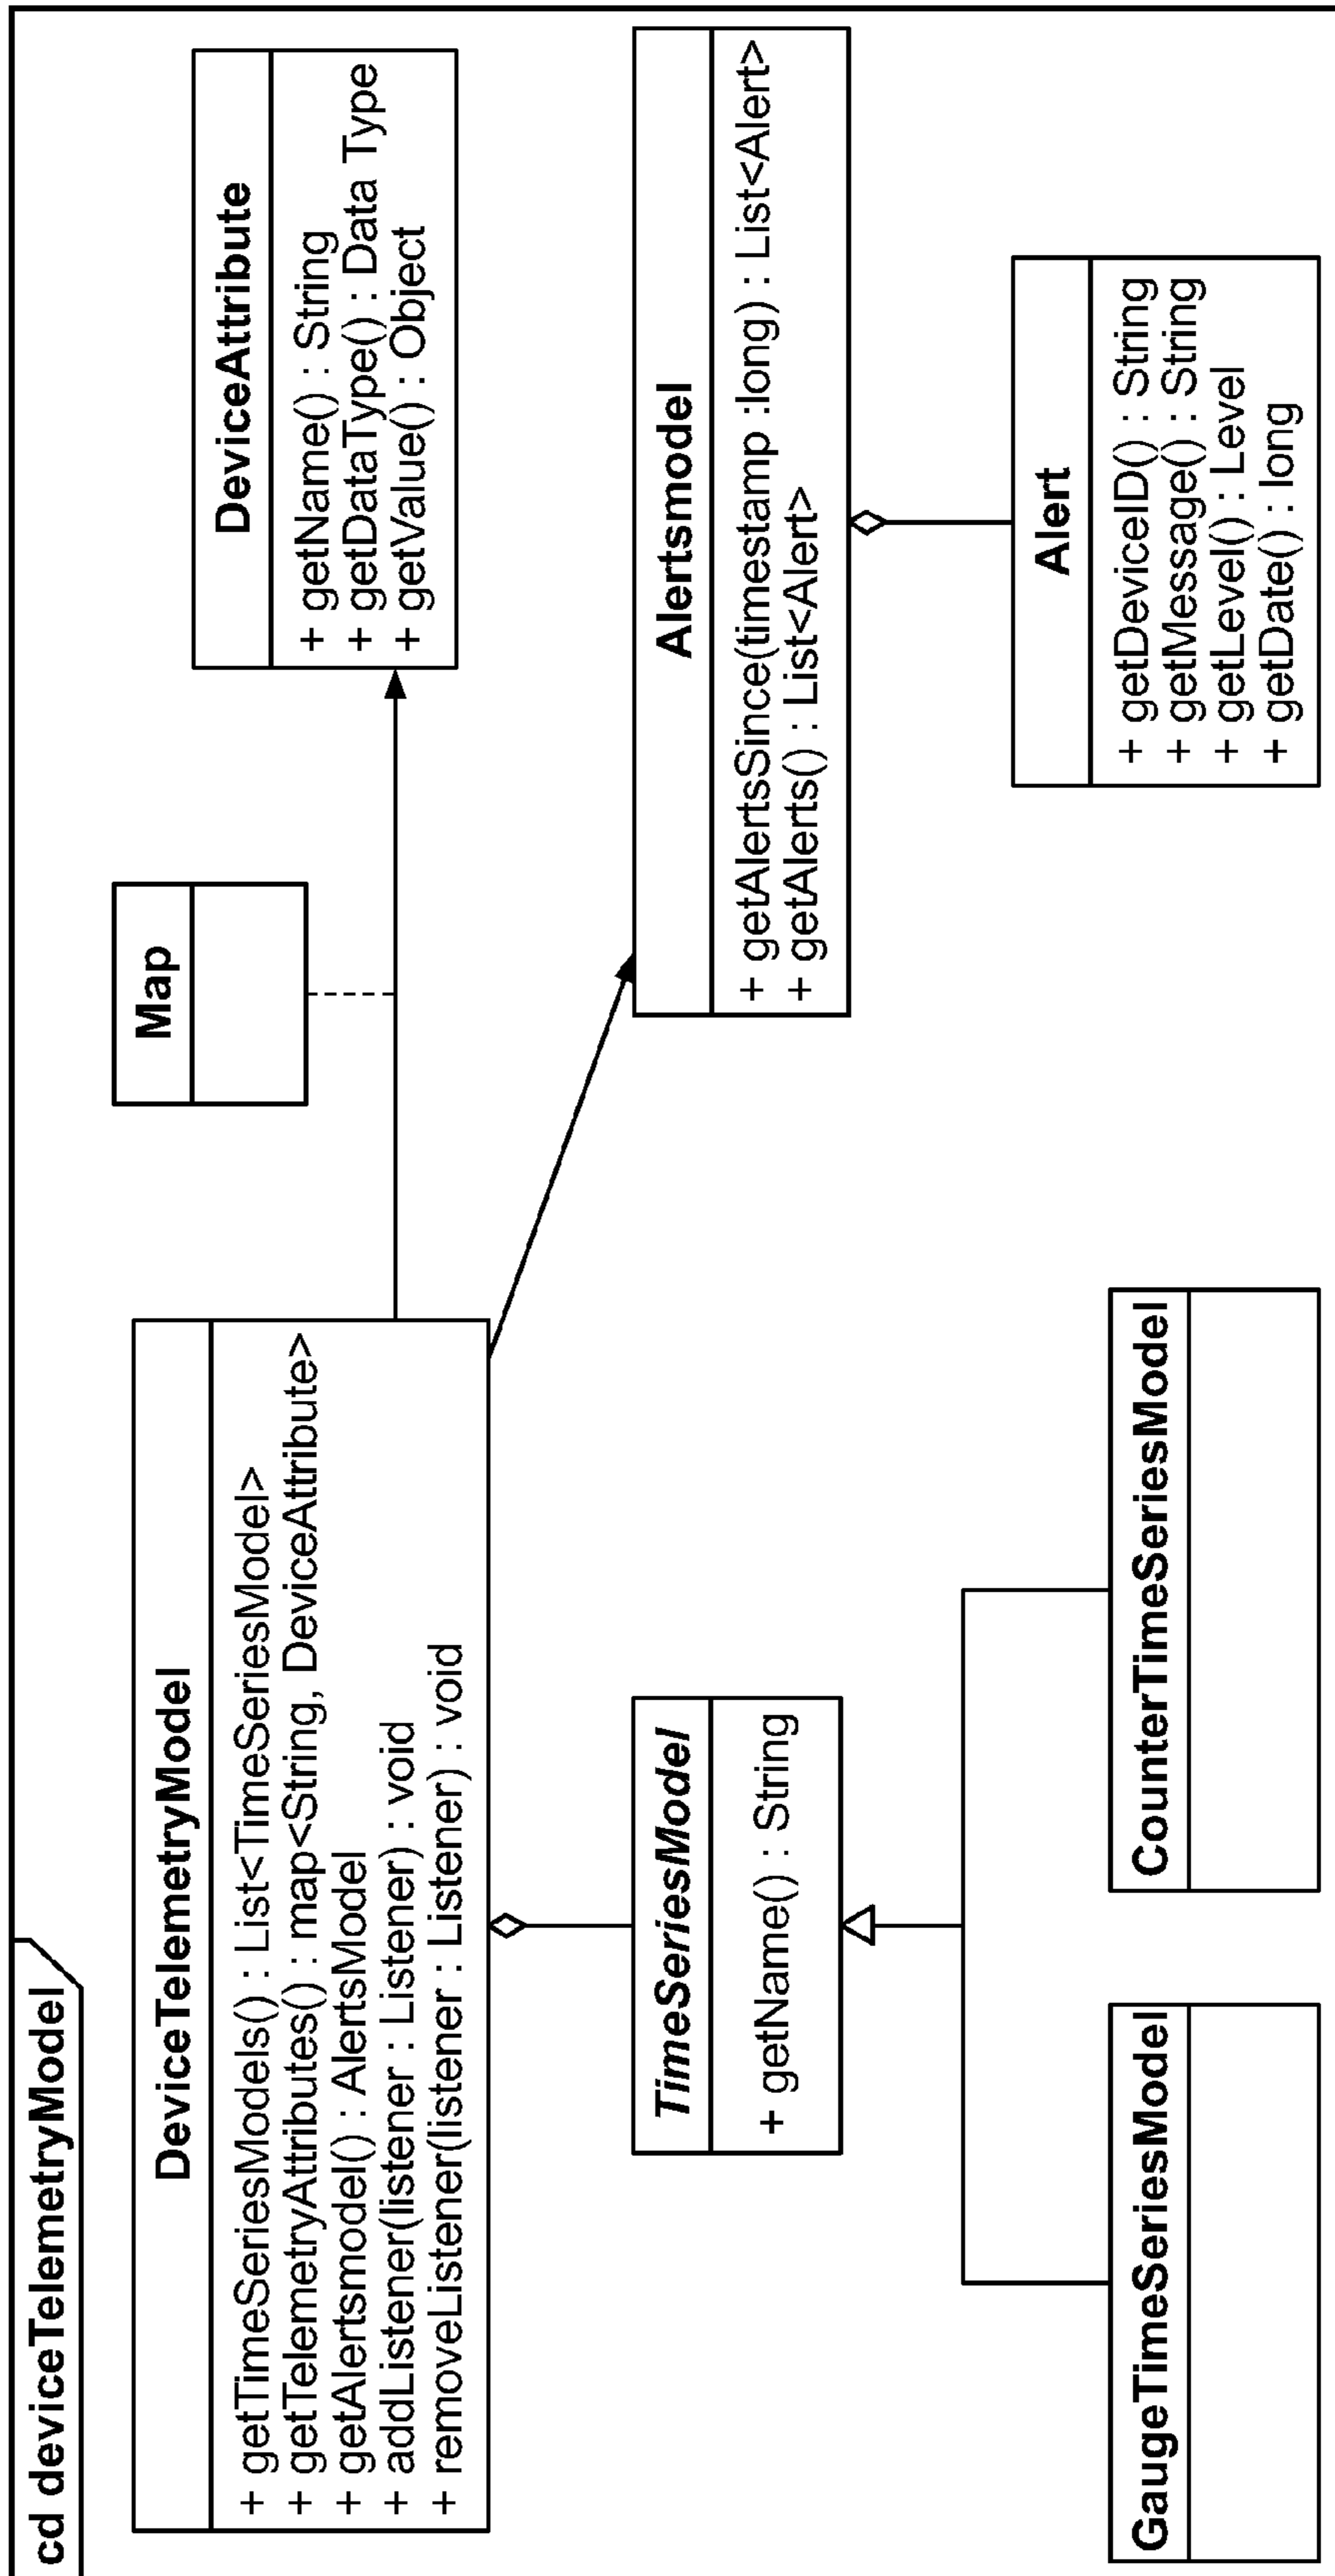 cd deviceTelemetryModel
DeviceTelemetryModel
+ getTimeSeriesModels() : List<TimeSeriesModel>
+ getTelemetryAttributes() : map<String, DeviceAttribute>
+ getAlertsmodel() : AlertsModel
+ addListener(listener : Listener) : void
+ removeListener(listener : Listener) : void
Map
DeviceAttribute
+ getName() : String
+ getDataType() : Data Type
+ getValue() : Object
TimeSeriesModel
+ getName() : String
Alertsmodel
+ getAlertsSince(timestamp :long) : List<Alert>
+ getAlerts() : List<Alert>
GaugeTimeSeriesModel
CounterTimeSeriesModel
Alert
+ getDeviceID() : String
+ getMessage() : String
+ getLevel() : Level
+ getDate() : long